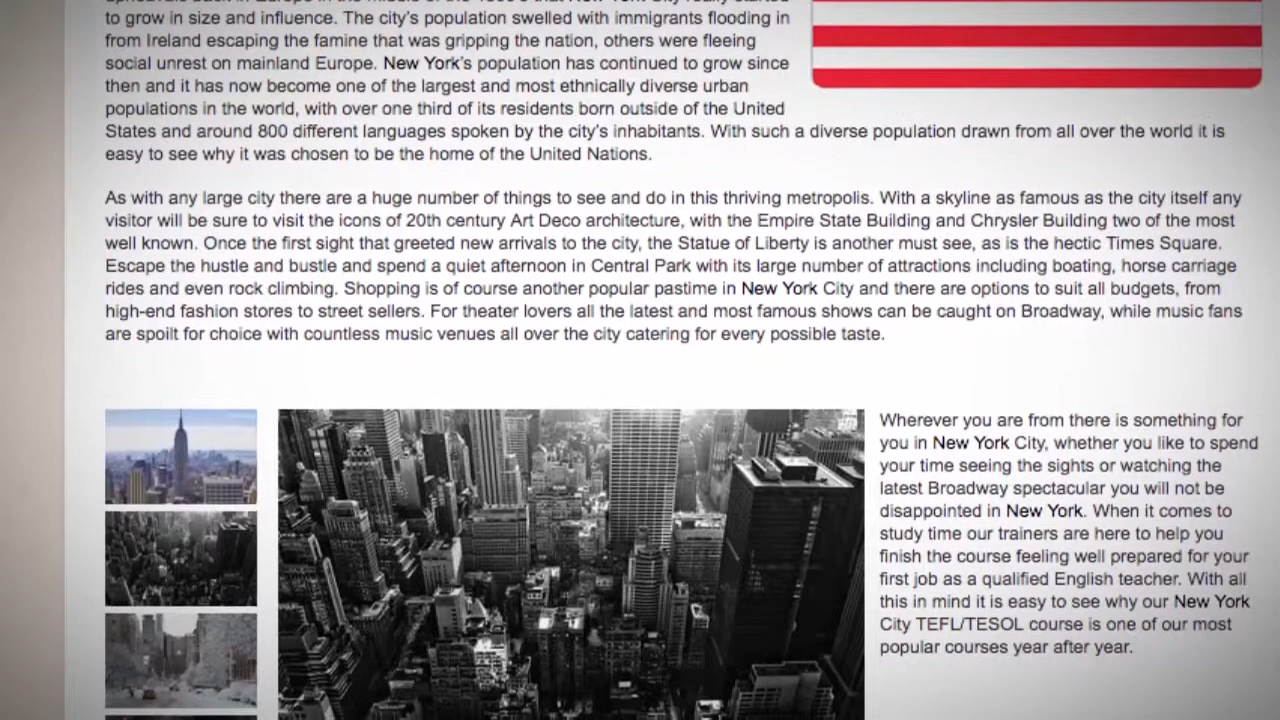 to grow in size and influence. The city's population swelled with immigrants flooding in
from Ireland escaping the famine that was gripping the nation, others were fleeing
social unrest on mainland Europe. New York's population has continued to grow since
then and it has now become one of the largest and most ethnically diverse urban
populations in the world, with over one third of its residents born outside of the United
States and around 800 different languages spoken by the city's inhabitants. With such a diverse population drawn from all over the world it is
easy to see why it was chosen to be the home of the United Nations.
As with any large city there are a huge number of things to see and do in this thriving metropolis. With a skyline as famous as the city itself any
visitor will be sure to visit the icons of 20th century Art Deco architecture, with the Empire State Building and Chrysler Building two of the most
well known. Once the first sight that greeted new arrivals to the city, the Statue of Liberty is another must see, as is the hectic Times Square.
Escape the hustle and bustle and spend a quiet afternoon in Central Park with its large number of attractions including boating, horse carriage
rides and even rock climbing. Shopping is of course another popular pastime in New York City and there are options to suit all budgets, from
high-end fashion stores to street sellers. For theater lovers all the latest and most famous shows can be caught on Broadway, while music fans
are spoilt for choice with countless music venues all over the city catering for every possible taste.
Wherever you are from there is something for
you in New York City, whether you like to spend
your time seeing the sights or watching the
latest Broadway spectacular you will not be
disappointed in New York. When it comes to
study time our trainers are here to help you
finish the course feeling well prepared for your
first job as a qualified English teacher. With all
this in mind it is easy to see why our New York
City TEFL/TESOL course is one of our most
popular courses year after year.